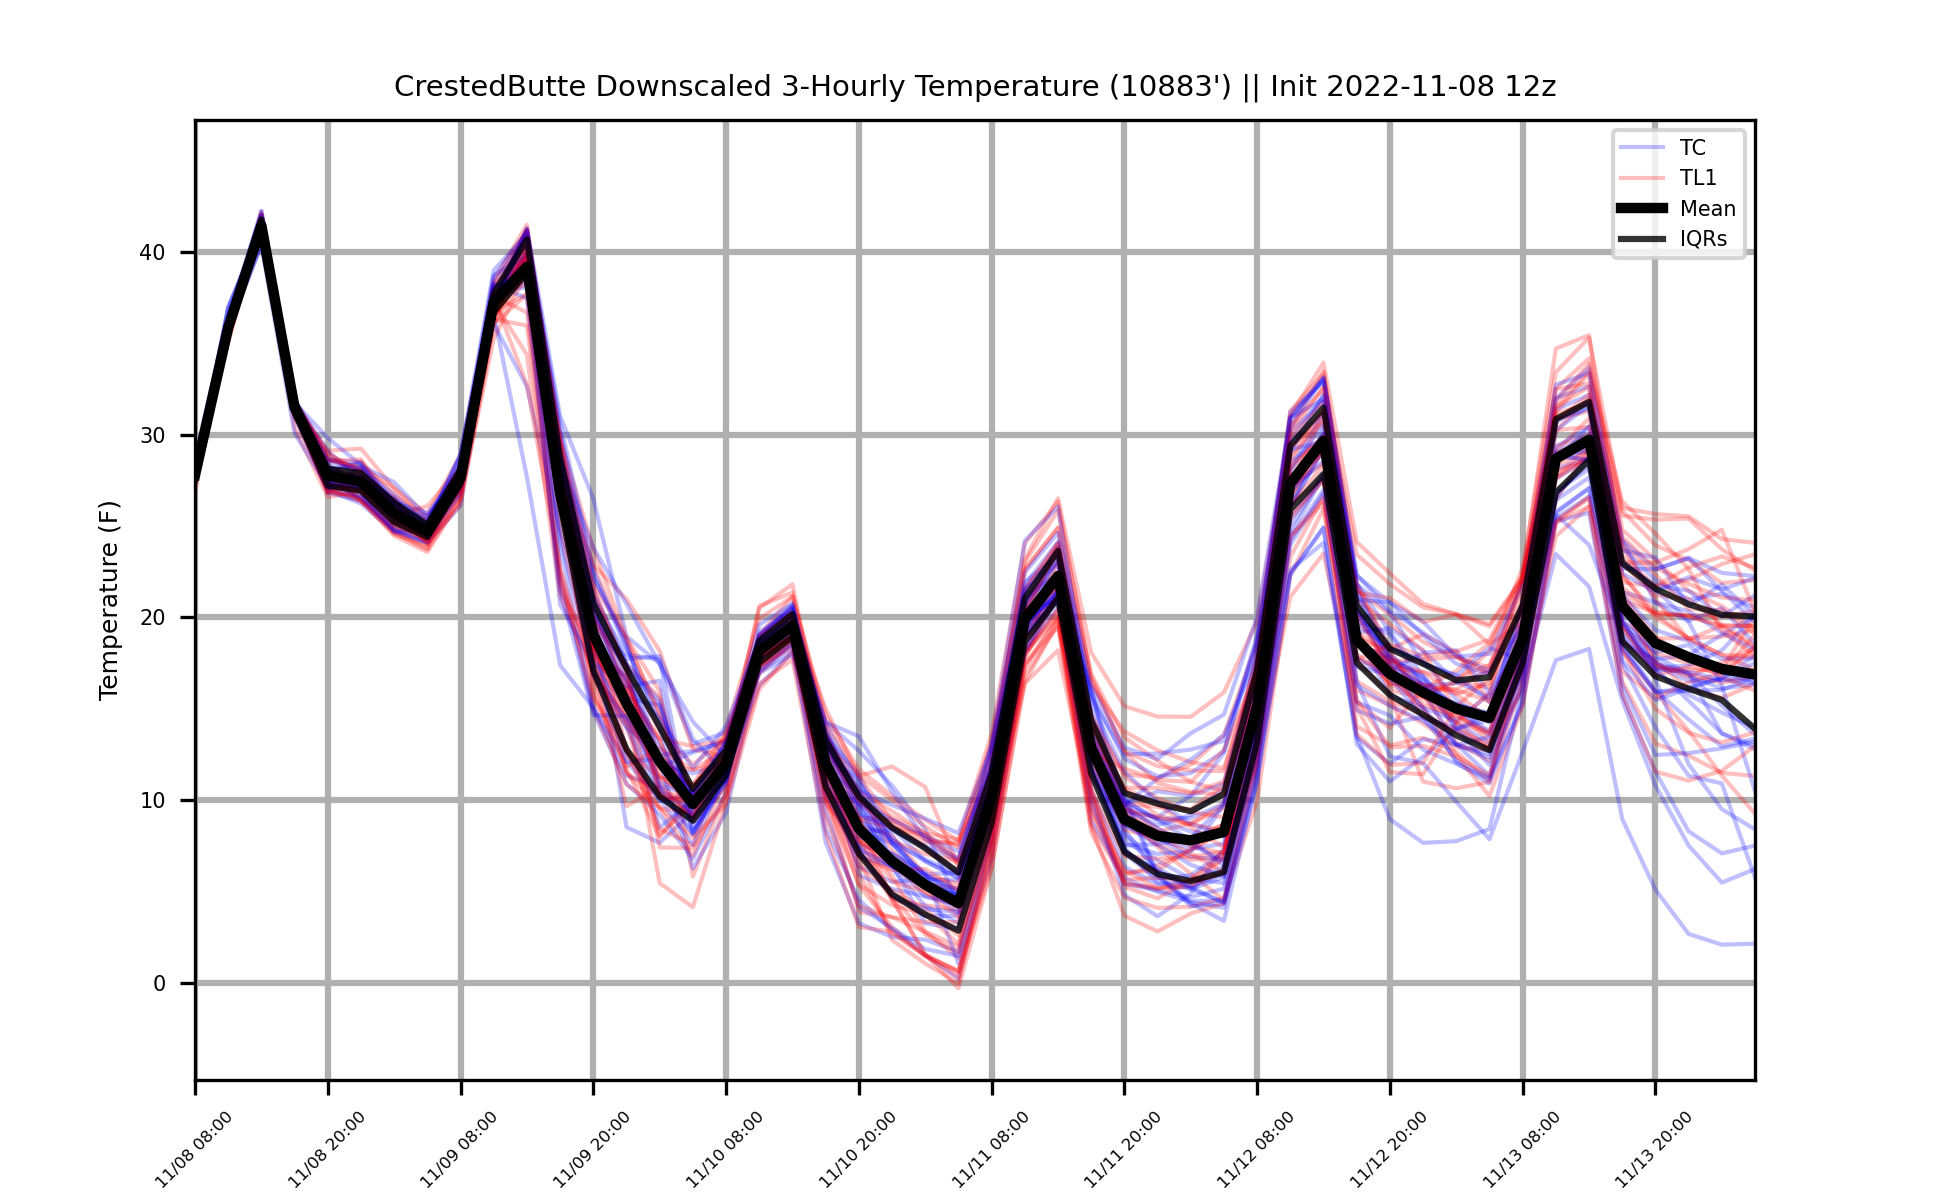 CrestedButte Downscaled 3-Hourly Temperature (10883') || Init 2022-11-08 12z
TC
TL1
Mean
IQRs
Temperature (F)
40
30
20
10
0
11/08 08:00
11/08 20:00
11/09 08:00
11/09 20:00
11/10 08:00
11/10 20:00
11/11 08:00
11/11 20:00
11/12 08:00
11/12 20:00
11/13 08:00
11/13 20:00